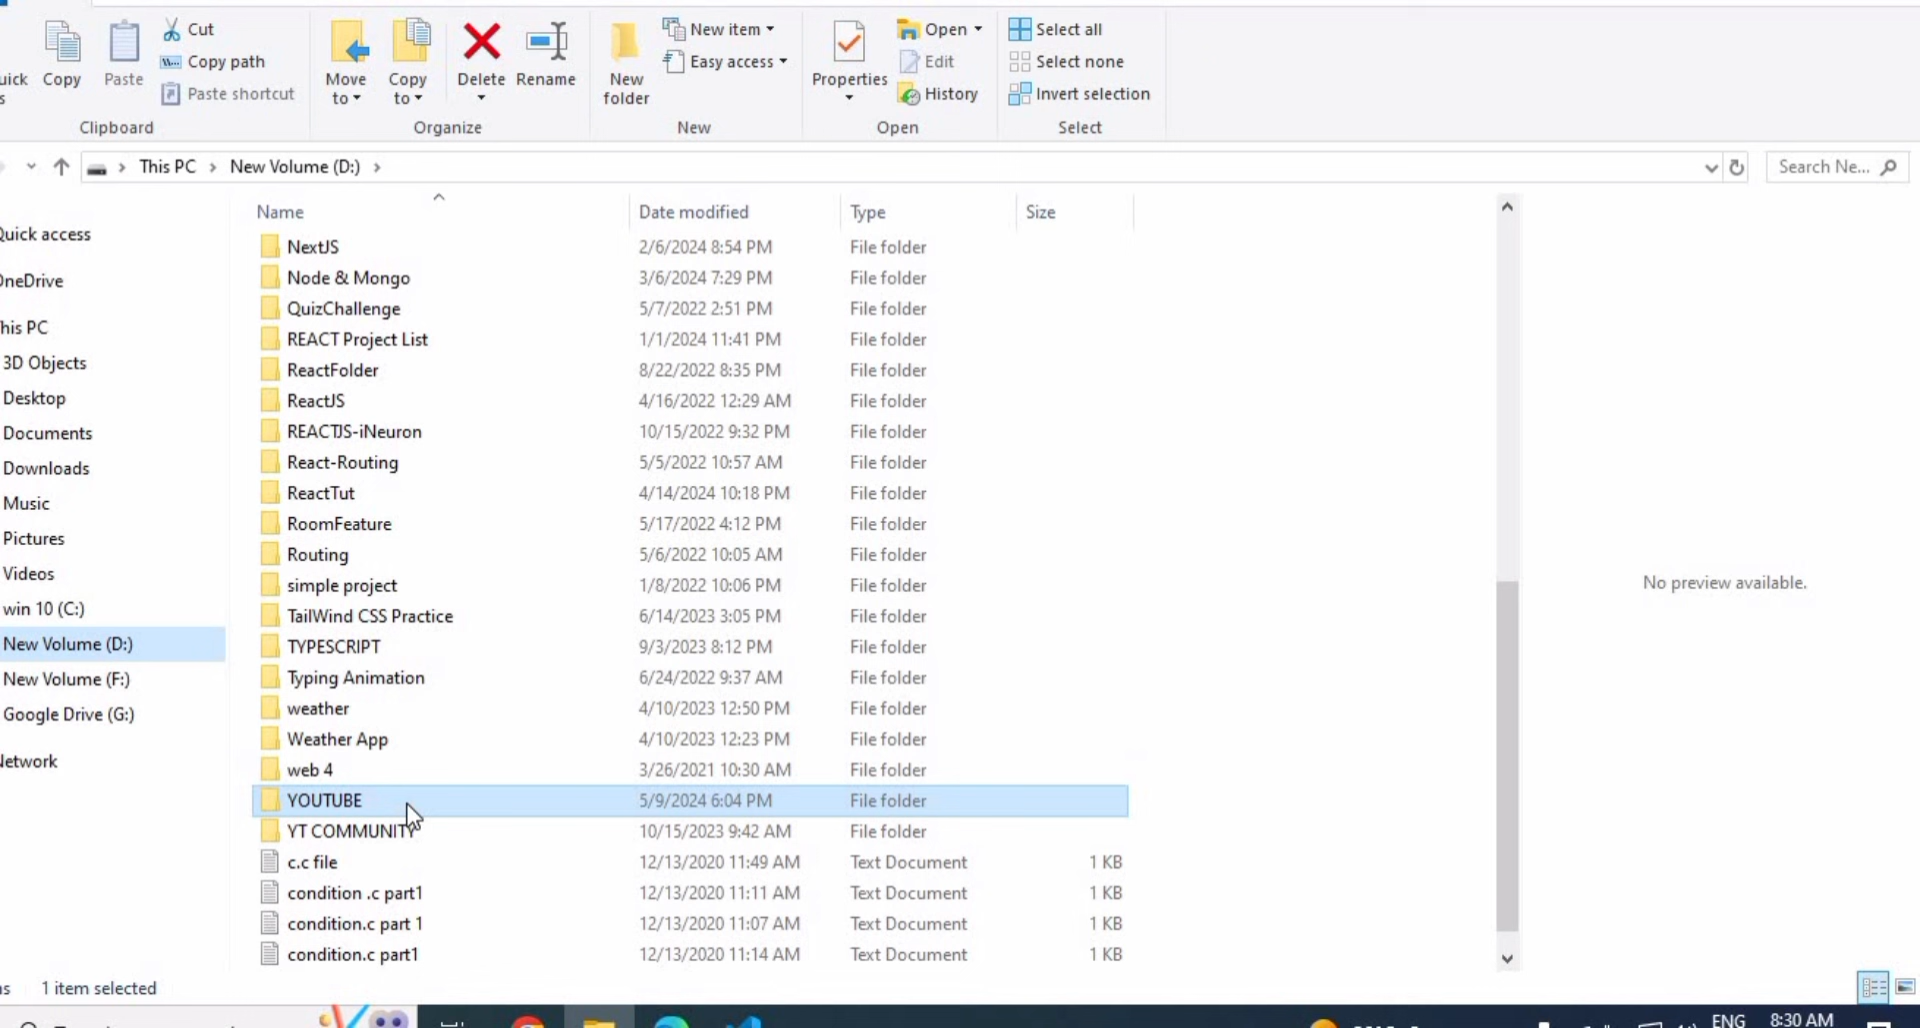 Cut
Copy path
Paste shortcut
Copy
Paste
Clipboard
Move to
Copy to
Delete
Rename
Organize
New folder
New item
Easy access
New
Properties
Open
Edit
History
Open
Select all
Select none
Invert selection
Select
This PC > New Volume (D:) >
Search Ne...
Quick access
OneDrive
This PC
3D Objects
Desktop
Documents
Downloads
Music
Pictures
Videos
win 10 (C:)
New Volume (D:)
New Volume (F:)
Google Drive (G:)
Network
Name Date modified Type Size
NextJS 2/6/2024 8:54 PM File folder
Node & Mongo 3/6/2024 7:29 PM File folder
QuizChallenge 5/7/2022 2:51 PM File folder
REACT Project List 1/1/2024 11:41 PM File folder
ReactFolder 8/22/2022 8:35 PM File folder
ReactJS 4/16/2022 12:29 AM File folder
REACTJS-iNeuron 10/15/2022 9:32 PM File folder
React-Routing 5/5/2022 10:57 AM File folder
ReactTut 4/14/2024 10:18 PM File folder
RoomFeature 5/17/2022 4:12 PM File folder
Routing 5/6/2022 10:05 AM File folder
simple project 1/8/2022 10:06 PM File folder
TailWind CSS Practice 6/14/2023 3:05 PM File folder
TYPESCRIPT 9/3/2023 8:12 PM File folder
Typing Animation 6/24/2022 9:37 AM File folder
weather 4/10/2023 12:50 PM File folder
Weather App 4/10/2023 12:23 PM File folder
web 4 3/26/2021 10:30 AM File folder
YOUTUBE 5/9/2024 6:04 PM File folder
YT COMMUNITY 10/15/2023 9:42 AM File folder
c.c file 12/13/2020 11:49 AM Text Document 1 KB
condition .c part1 12/13/2020 11:11 AM Text Document 1 KB
condition.c part 1 12/13/2020 11:07 AM Text Document 1 KB
condition.c part1 12/13/2020 11:14 AM Text Document 1 KB
No preview available.
1 item selected
ENG
8:30 AM